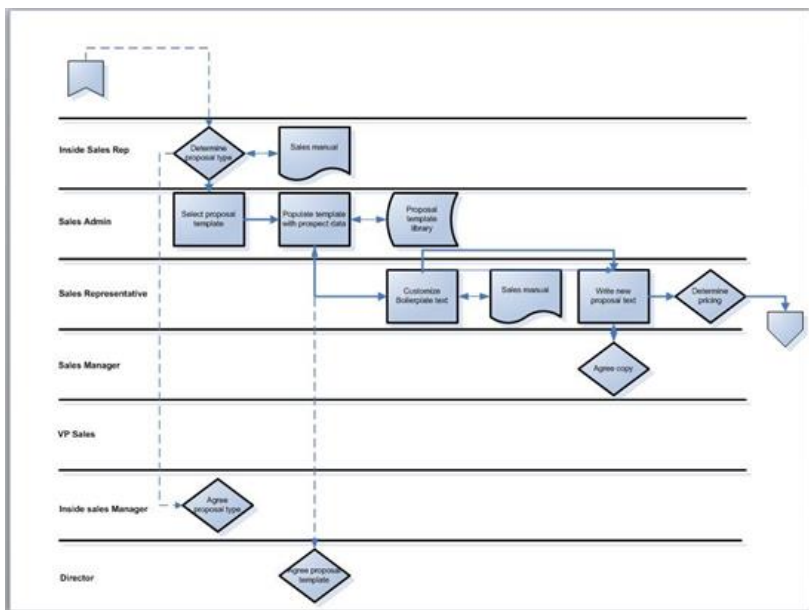 Inside Sales Rep
Determine
proposal type
Sales manual
Sales Admin
Select proposal
template
Populate template
with prospect data
Proposal
template
library
Sales Representative
Customize
Boilerplate text
Sales manual
Write new
proposal text
Determine
pricing
Sales Manager
Agree copy
VP Sales
Inside sales Manager
Agree
proposal type
Director
Agree proposal
template